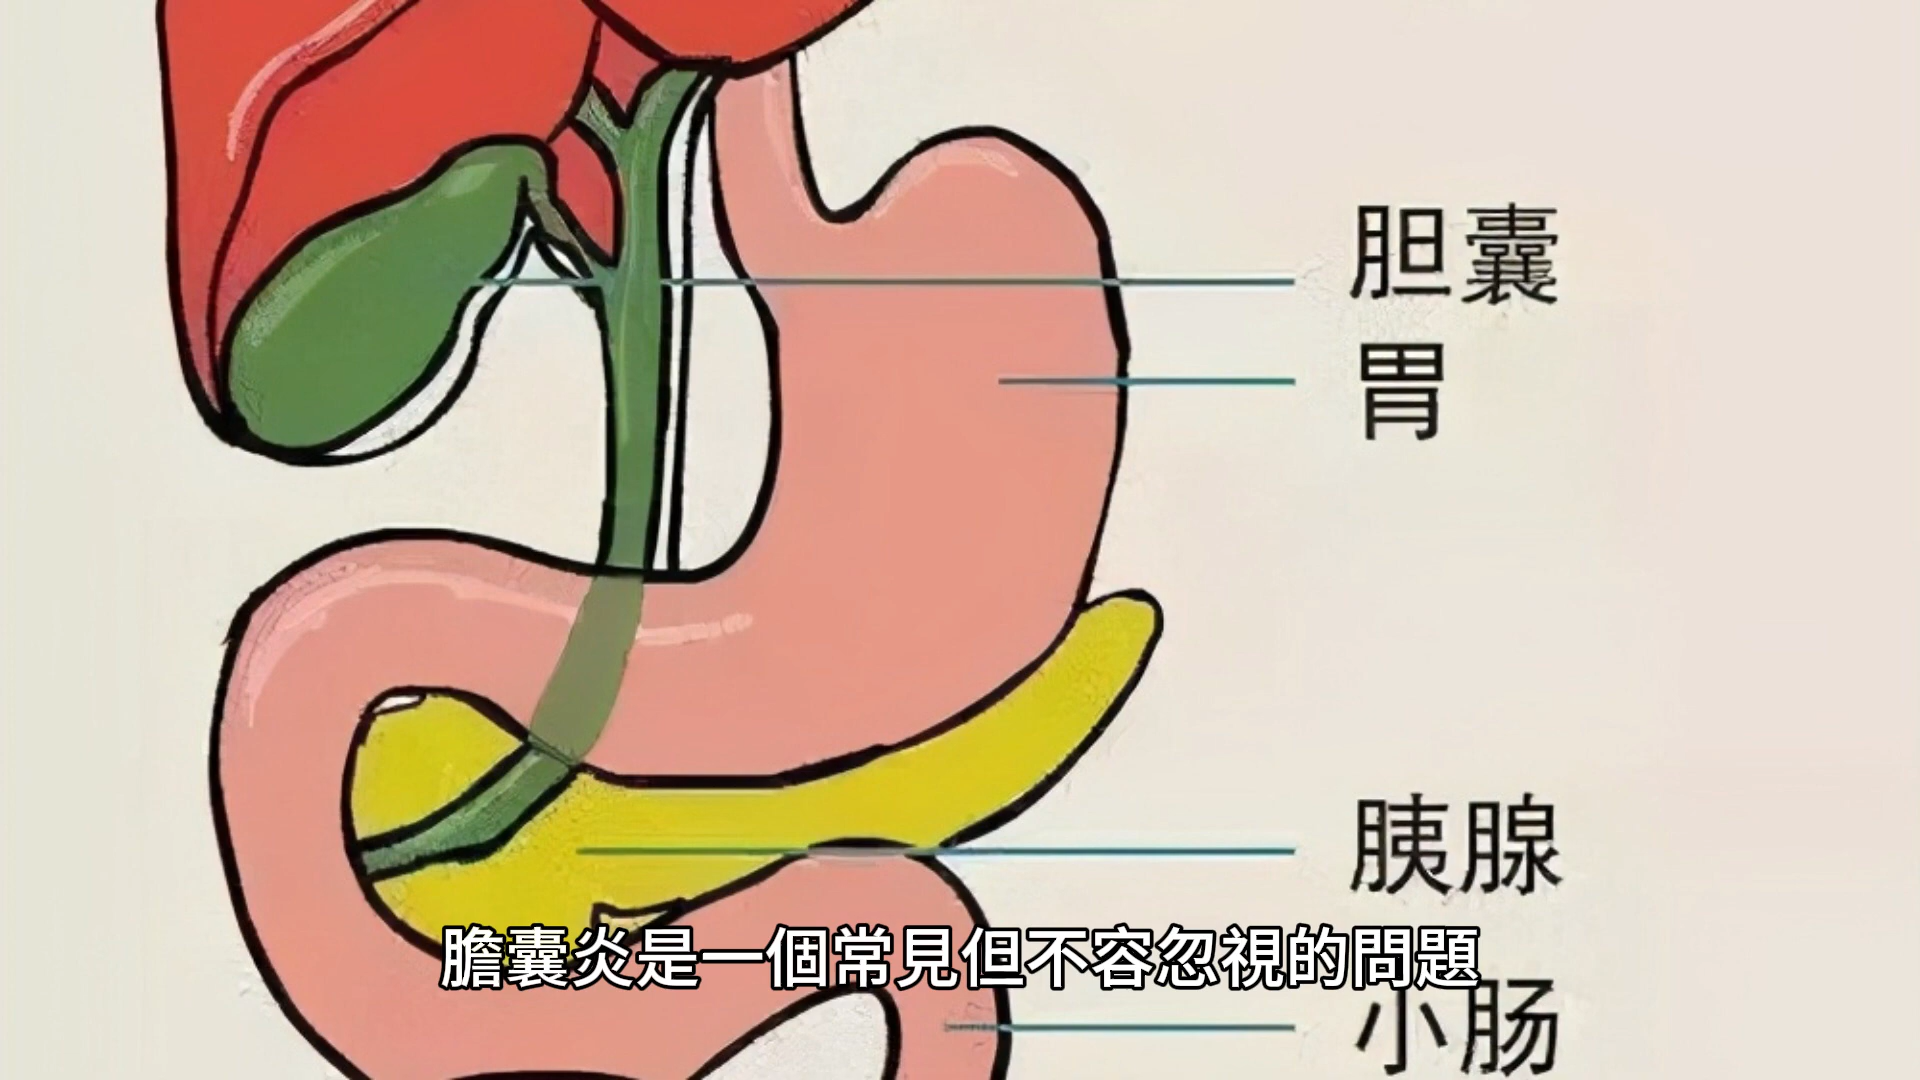 胆囊
胃
胰腺
膽囊炎是一個常見但不容忽視的問題
小肠